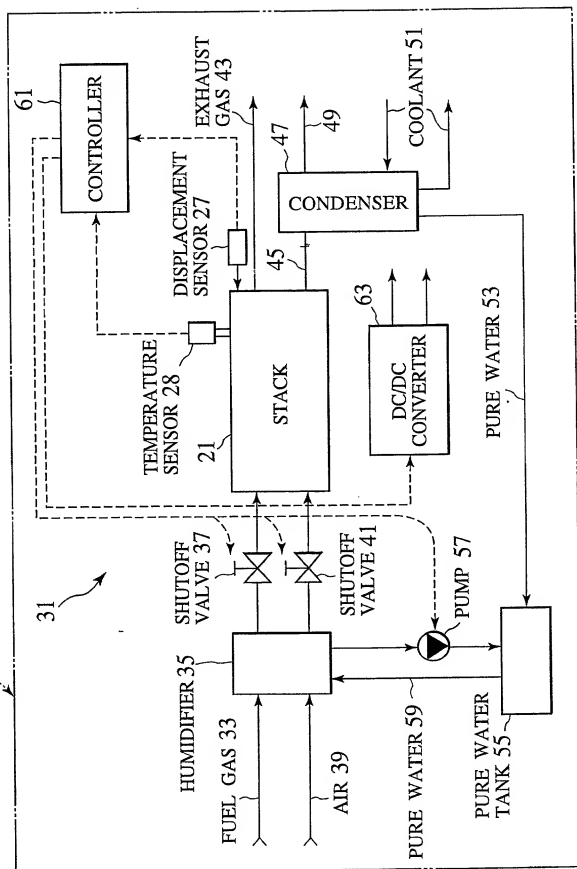 61
CONTROLLER
EXHAUST
GAS 43
DISPLACEMENT
SENSOR 27
TEMPERATURE
SENSOR 28
47
49
COOLANT 51
CONDENSER
45
21
STACK
63
DC/DC
CONVERTER
PURE WATER 53
31
SHUTOFF
VALVE 37
SHUTOFF
VALVE 41
HUMIDIFIER 35
PUMP 57
FUEL GAS 33
AIR 39
PURE WATER 59
PURE WATER
TANK 55